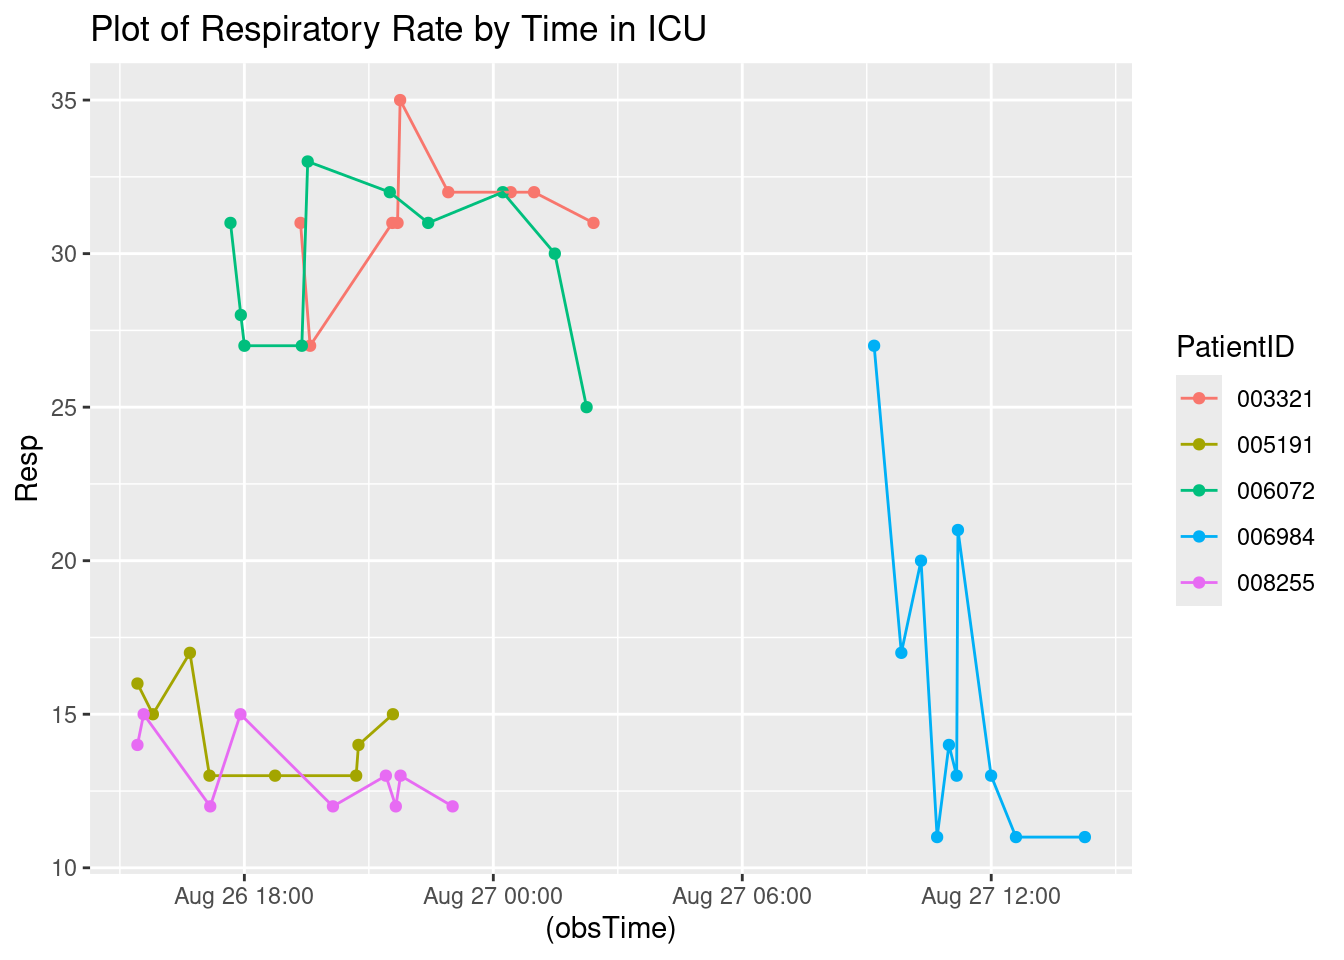 Plot of Respiratory Rate by Time in ICU
35
30
25
20
15
10
Resp
Aug 26 18:00
Aug 27 00:00
Aug 27 06:00
Aug 27 12:00
(obsTime)
PatientID
003321
005191
006072
006984
008255